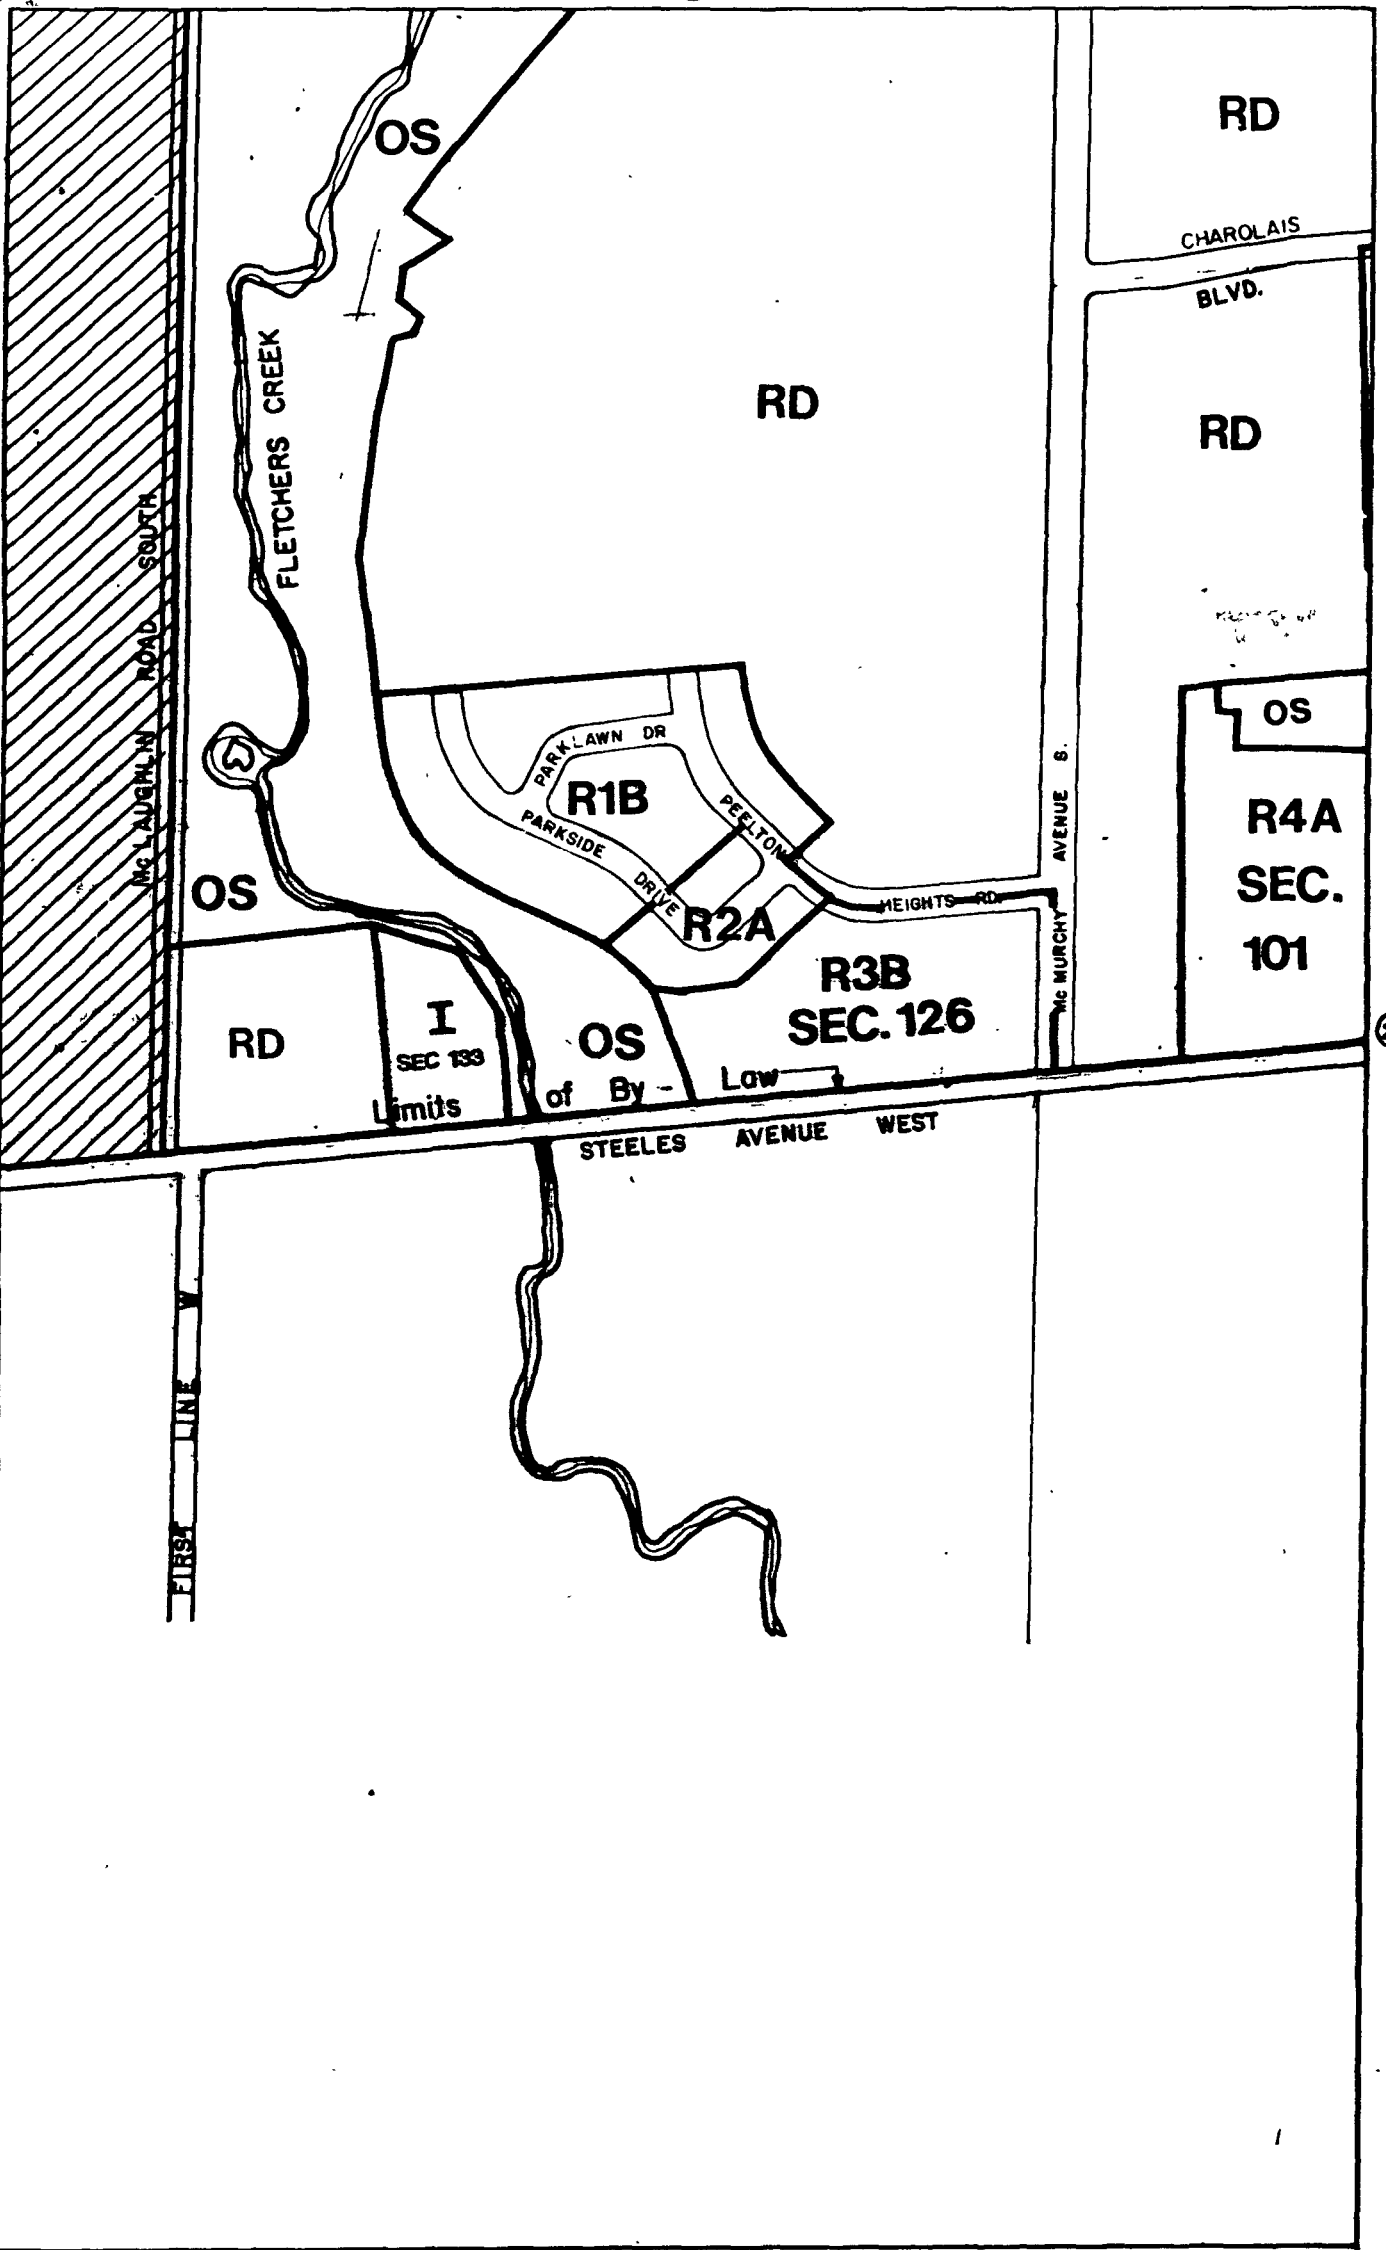 RD
OS
CHAROLAIS
BLVD.
FLETCHERS CREEK
RD
RD
Mc LAUGHLIN ROAD SOUTH
OS
PARKLAWN DR
R1B
PARKSIDE DRIVE
PEELTON HEIGHTS RD.
Mc MURCHY AVENUE S.
R4A
SEC.
101
OS
R2A
R3B
SEC. 126
RD
I
SEC 133
OS
Limits of By - Law
STEELES AVENUE WEST
FIRST LINE W